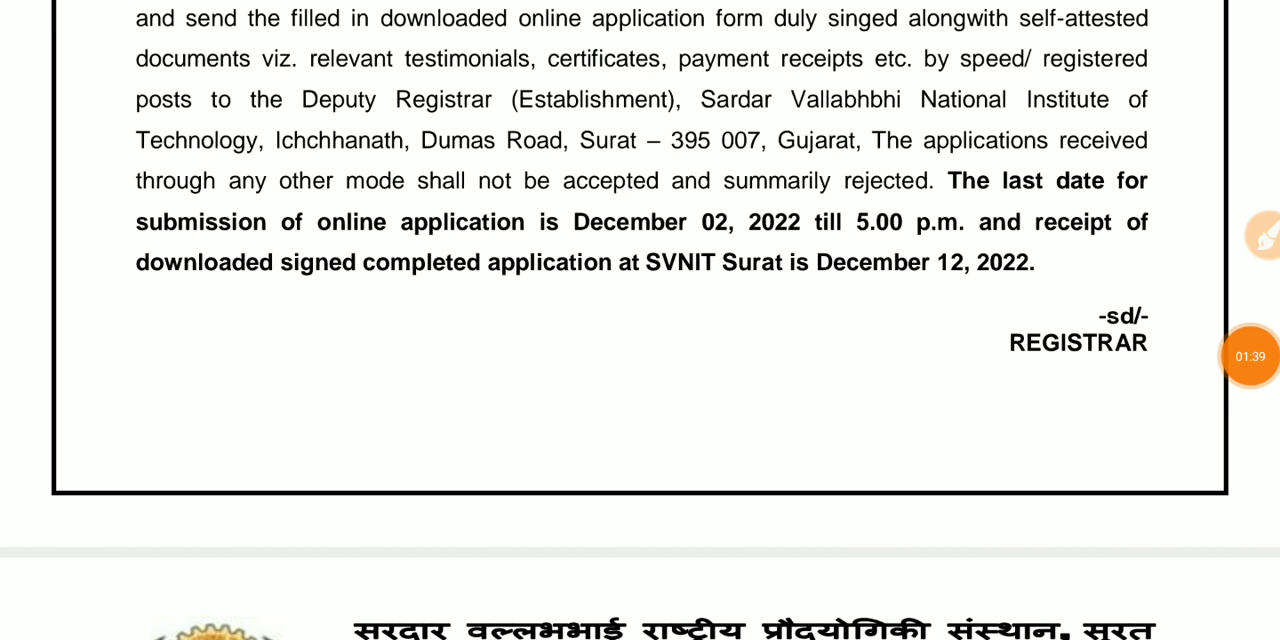 and send the filled in downloaded online application form duly singed alongwith self-attested
documents viz. relevant testimonials, certificates, payment receipts etc. by speed/ registered
posts to the Deputy Registrar (Establishment), Sardar Vallabhbhi National Institute of
Technology, Ichchhanath, Dumas Road, Surat – 395 007, Gujarat, The applications received
through any other mode shall not be accepted and summarily rejected. The last date for
submission of online application is December 02, 2022 till 5.00 p.m. and receipt of
downloaded signed completed application at SVNIT Surat is December 12, 2022.
-sd/-
REGISTRAR
01:39
सरदार वल्लभभाई राष्ट्रीय प्रौद्योगिकी संस्थान, सूरत